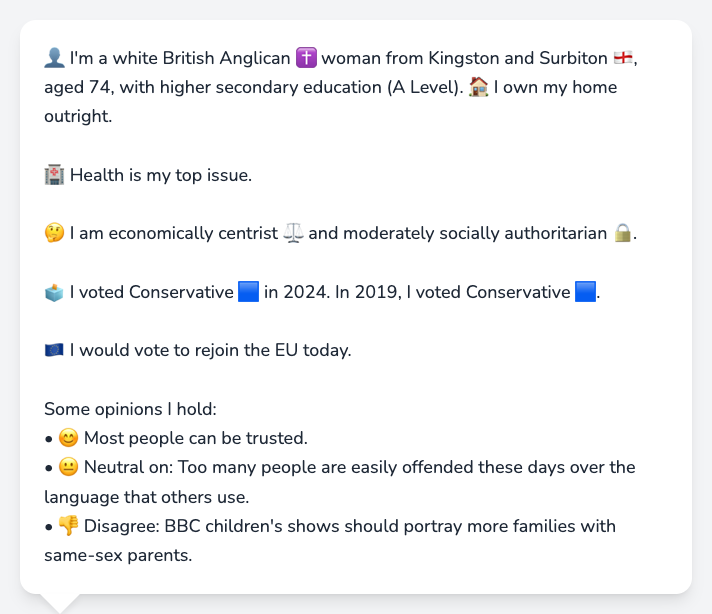 👤 I'm a white British Anglican ✝️ woman from Kingston and Surbiton 🏴󠁧󠁢󠁥󠁮󠁧󠁿,
aged 74, with higher secondary education (A Level). 🏠 I own my home
outright.
🏥 Health is my top issue.
🤔 I am economically centrist ⚖️ and moderately socially authoritarian 🔒.
🗳️ I voted Conservative 🟦 in 2024. In 2019, I voted Conservative 🟦.
🇪🇺 I would vote to rejoin the EU today.
Some opinions I hold:
• 😊 Most people can be trusted.
• 😐 Neutral on: Too many people are easily offended these days over the
language that others use.
• 👎 Disagree: BBC children's shows should portray more families with
same-sex parents.